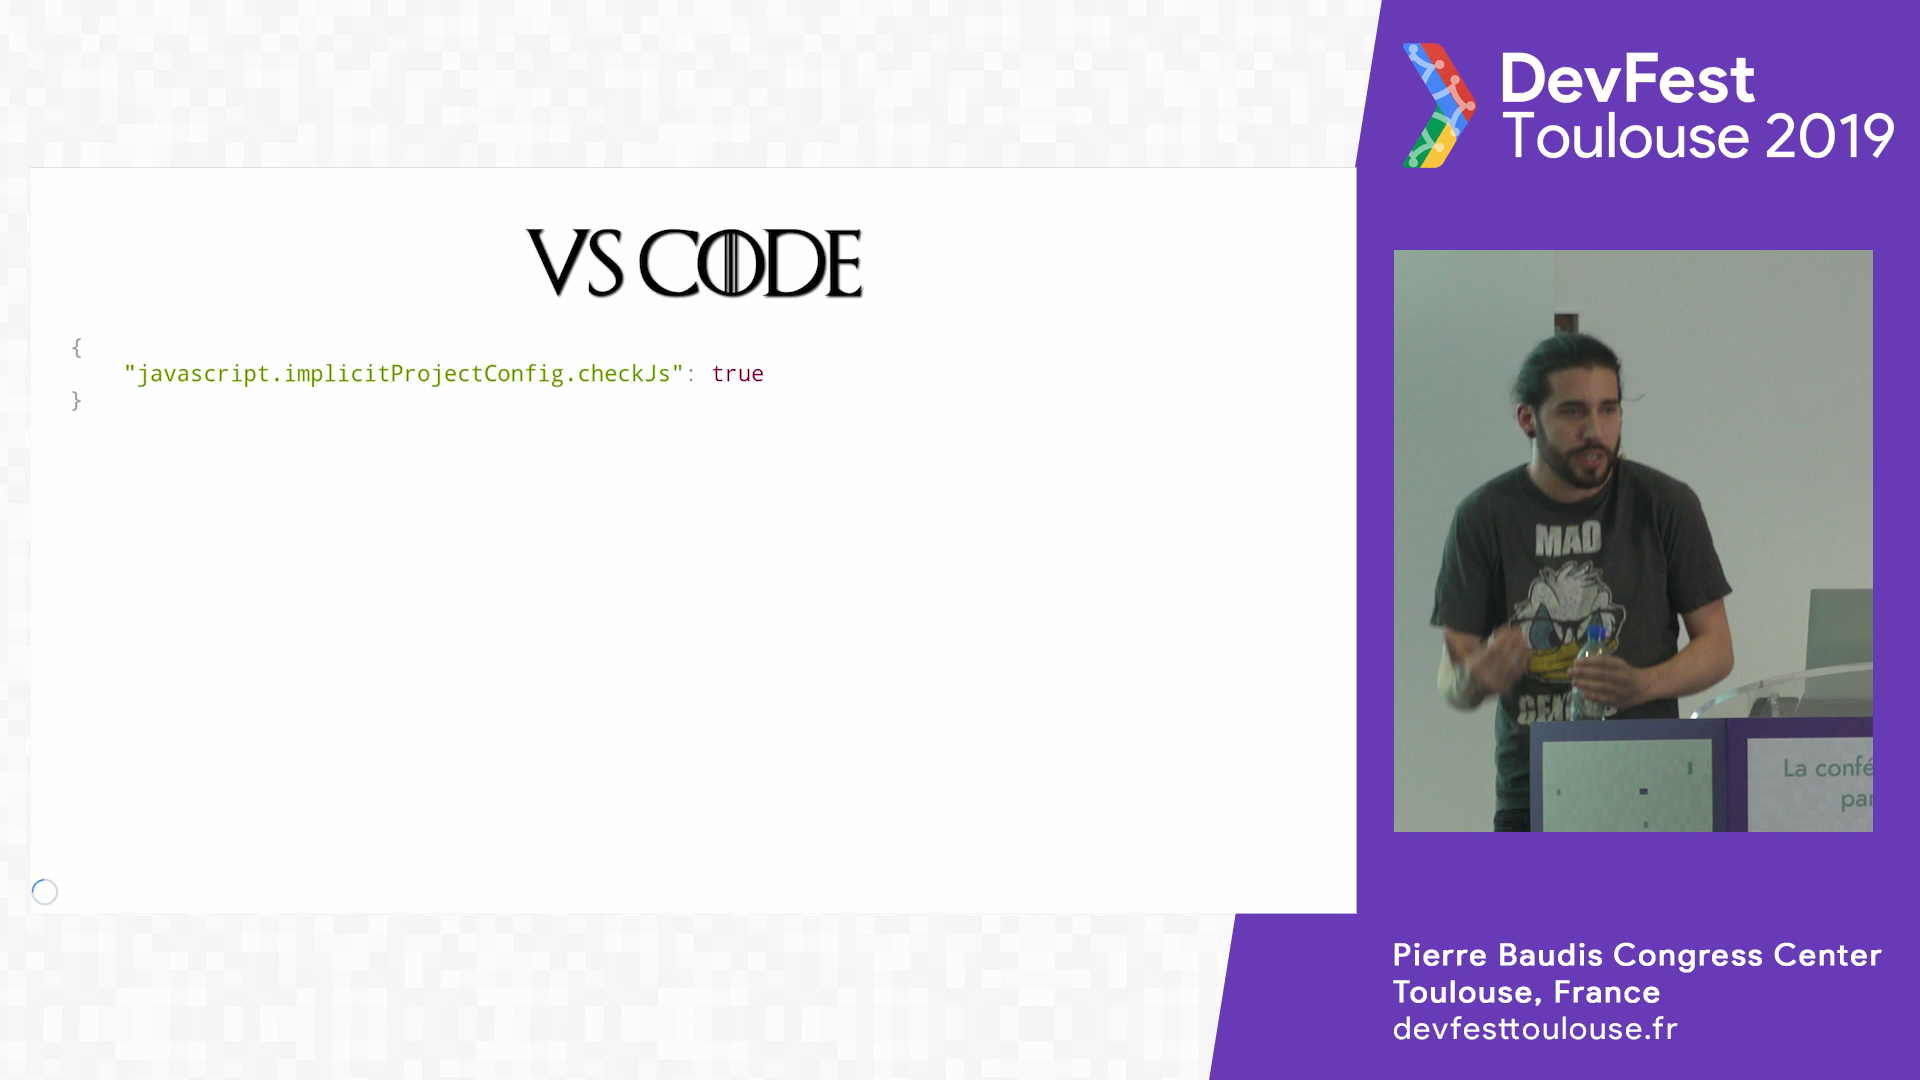 DevFest
Toulouse 2019
VS CODE
{
"javascript.implicitProjectConfig.checkJs": true
}
MAD
La confé
par
Pierre Baudis Congress Center
Toulouse, France
devfesttoulouse.fr